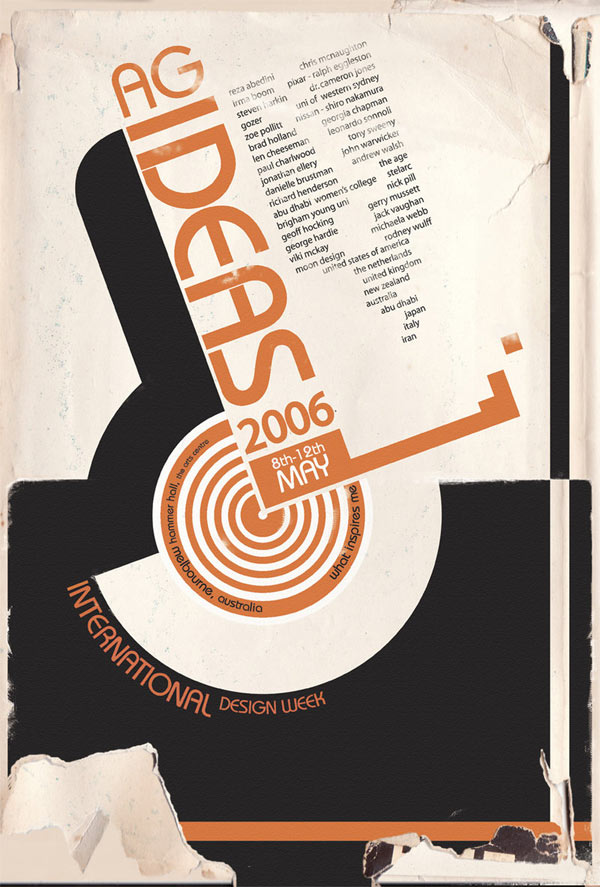 AG
IDEAS
2006
8th-12th
MAY
reza abedini
irma boom
steven harkin
gozer
zoe pollitt
brad holland
len cheeseman
paul charlwood
jonathan ellery
danielle brustman
richard henderson
abu dhabi women's college
brigham young uni
geoff hocking
george hardie
viki mckay
moon design
chris mcnaughton
pixar - ralph eggleston
dr. cameron jones
uni of western sydney
nissan - shiro nakamura
georgia chapman
leonardo sonnoli
tony sweeny
john warwicker
andrew walsh
the age
stelarc
nick pill
gerry mussett
jack vaughan
michaela webb
rodney wulff
united states of america
the netherlands
united kingdom
new zealand
australia
abu dhabi
japan
italy
iran
melbourne, australia
hammer hall, the arts centre
what inspires me
INTERNATIONAL DESIGN WEEK